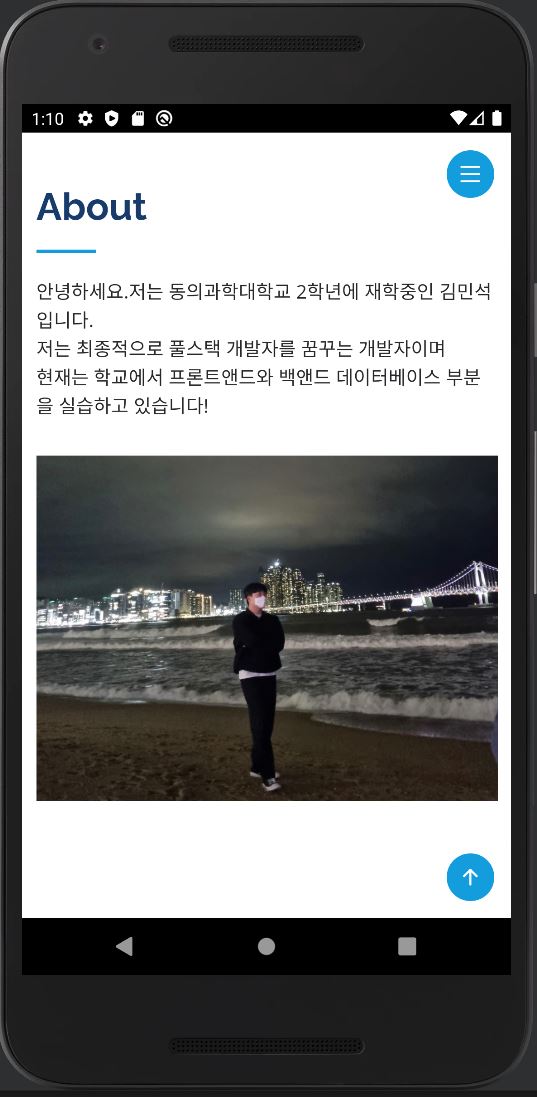 1:10
About
안녕하세요.저는 동의과학대학교 2학년에 재학중인 김민석
입니다.
저는 최종적으로 풀스택 개발자를 꿈꾸는 개발자이며
현재는 학교에서 프론트앤드와 백앤드 데이터베이스 부분
을 실습하고 있습니다!